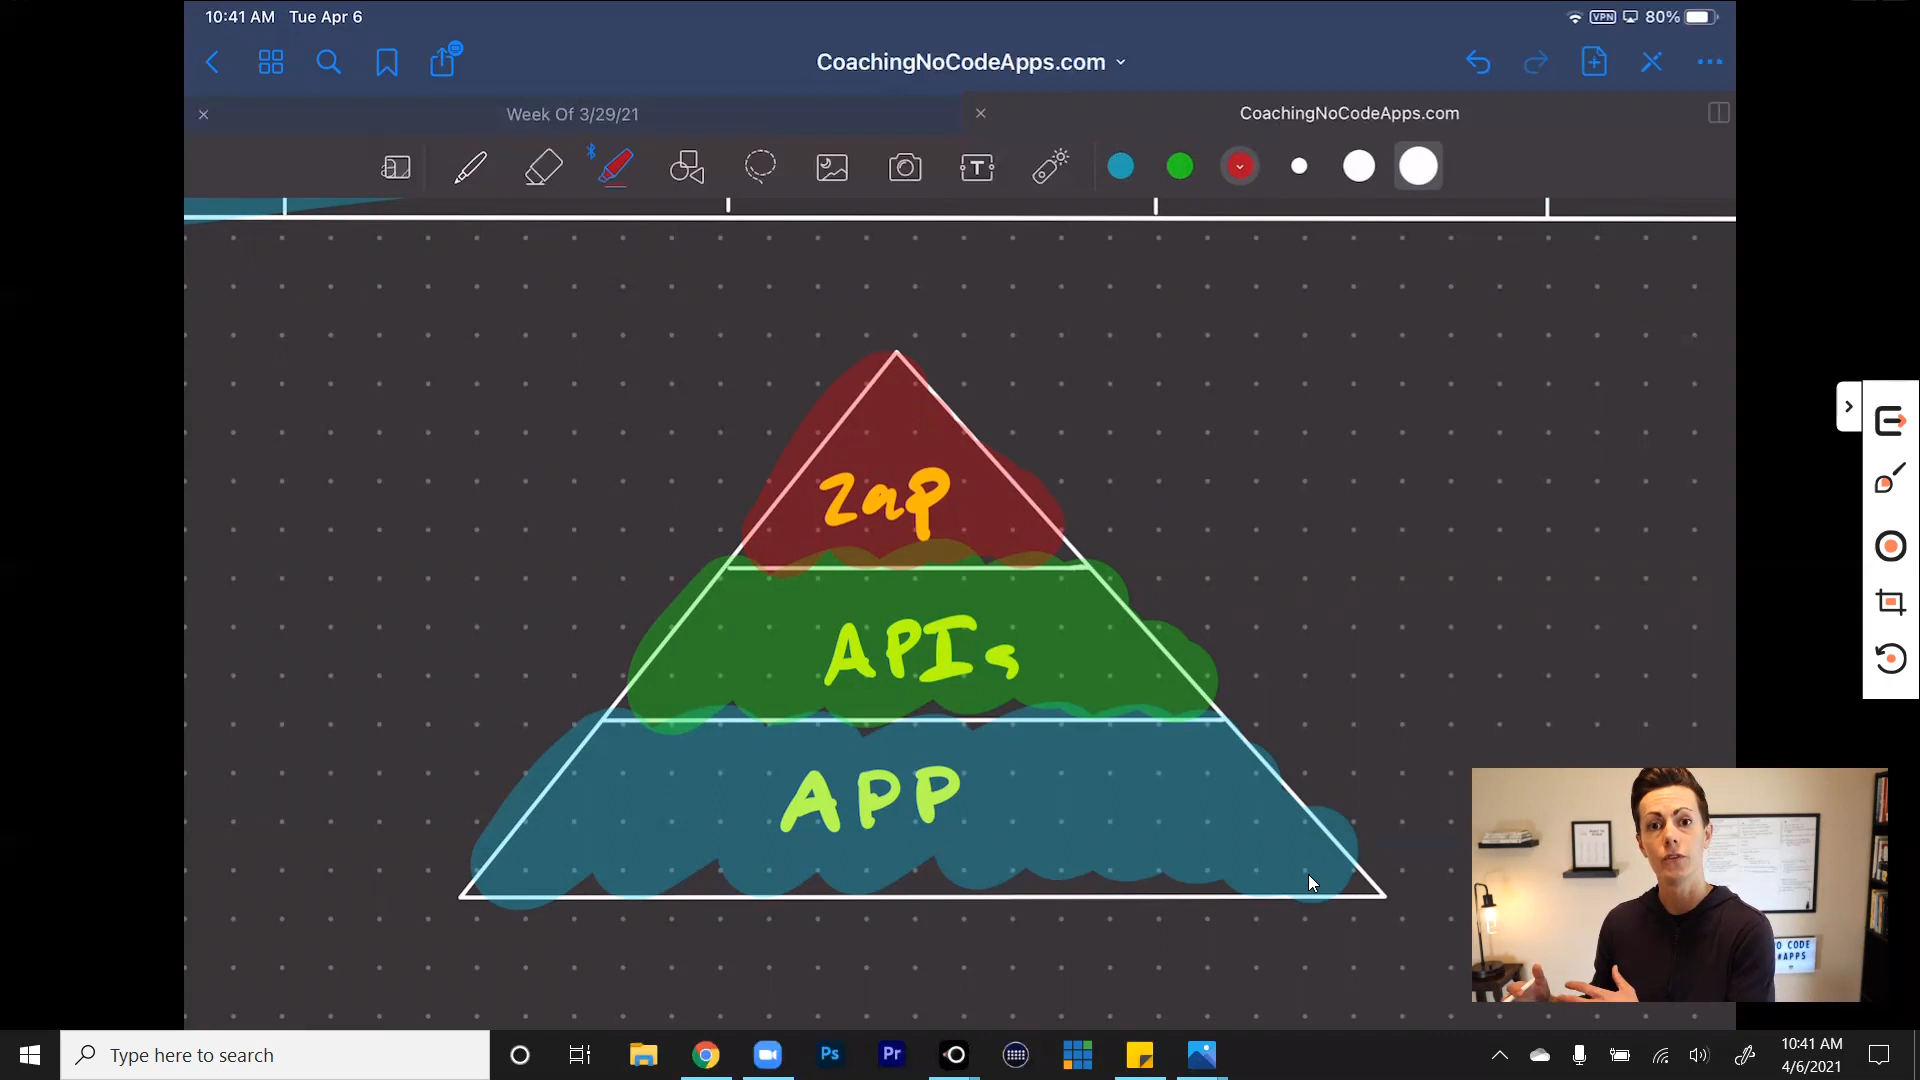 10:41 AM Tue Apr 6
VPN 80%
CoachingNoCodeApps.com
Week Of 3/29/21
CoachingNoCodeApps.com
T
Zap
APIs
APP
O CODE
#APPS
Type here to search
Ps
Pr
10:41 AM
4/6/2021